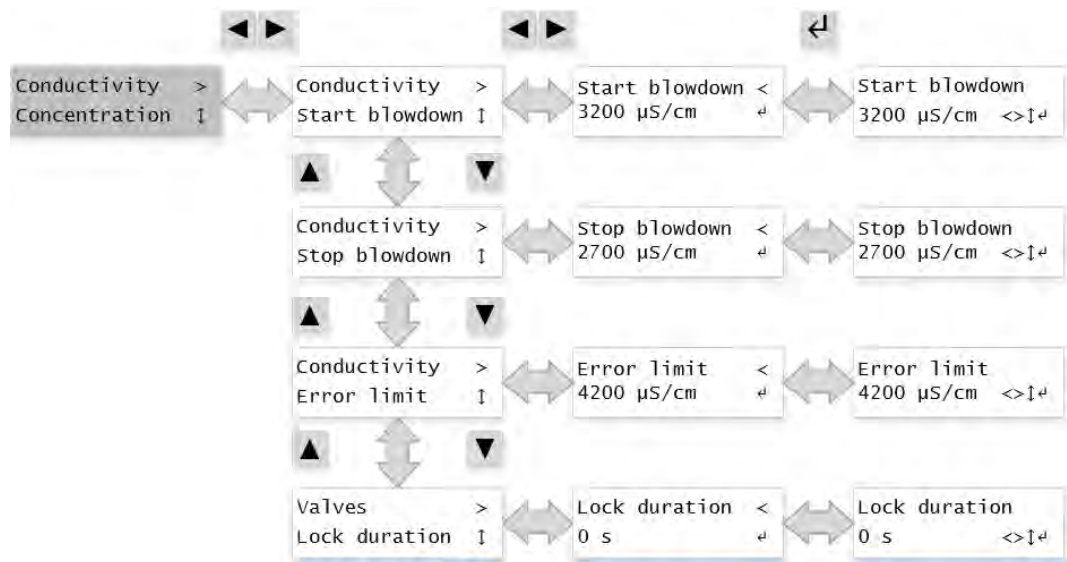 ◀ ▶ ◀ ▶ ↵
Conductivity >
Concentration ↕
Conductivity >
Start blowdown ↕
Start blowdown <
3200 µS/cm ↵
Start blowdown
3200 µS/cm <>↕↵
▲ ▼
Conductivity >
Stop blowdown ↕
Stop blowdown <
2700 µS/cm ↵
Stop blowdown
2700 µS/cm <>↕↵
▲ ▼
Conductivity >
Error limit ↕
Error limit <
4200 µS/cm ↵
Error limit
4200 µS/cm <>↕↵
▲ ▼
Valves >
Lock duration ↕
Lock duration <
0 s ↵
Lock duration
0 s <>↕↵